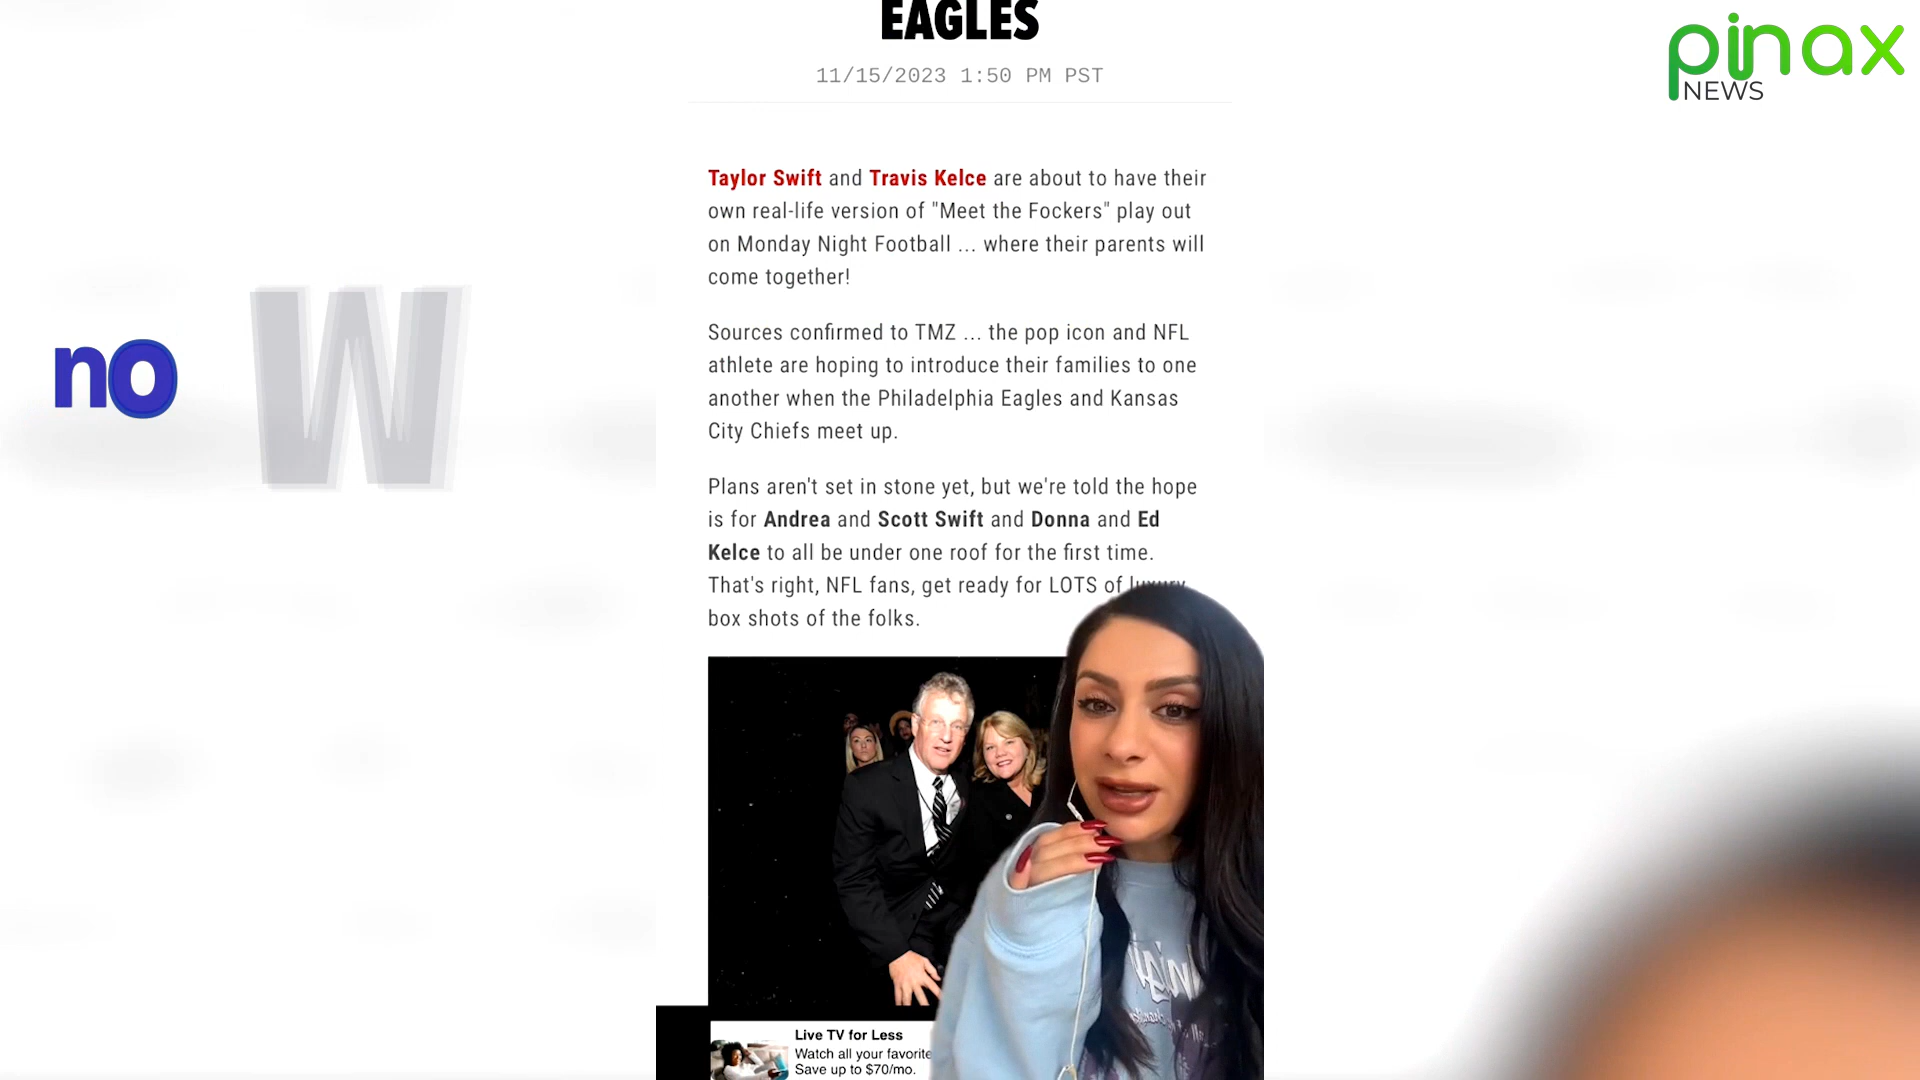 EAGLES
11/15/2023 1:50 PM PST
pinax
NEWS
Taylor Swift and Travis Kelce are about to have their
own real-life version of "Meet the Fockers" play out
on Monday Night Football ... where their parents will
come together!
Sources confirmed to TMZ ... the pop icon and NFL
athlete are hoping to introduce their families to one
another when the Philadelphia Eagles and Kansas
City Chiefs meet up.
no W
Plans aren't set in stone yet, but we're told the hope
is for Andrea and Scott Swift and Donna and Ed
Kelce to all be under one roof for the first time.
That's right, NFL fans, get ready for LOTS of luxury
box shots of the folks.
Live TV for Less
Watch all your favorite
Save up to $70/mo.